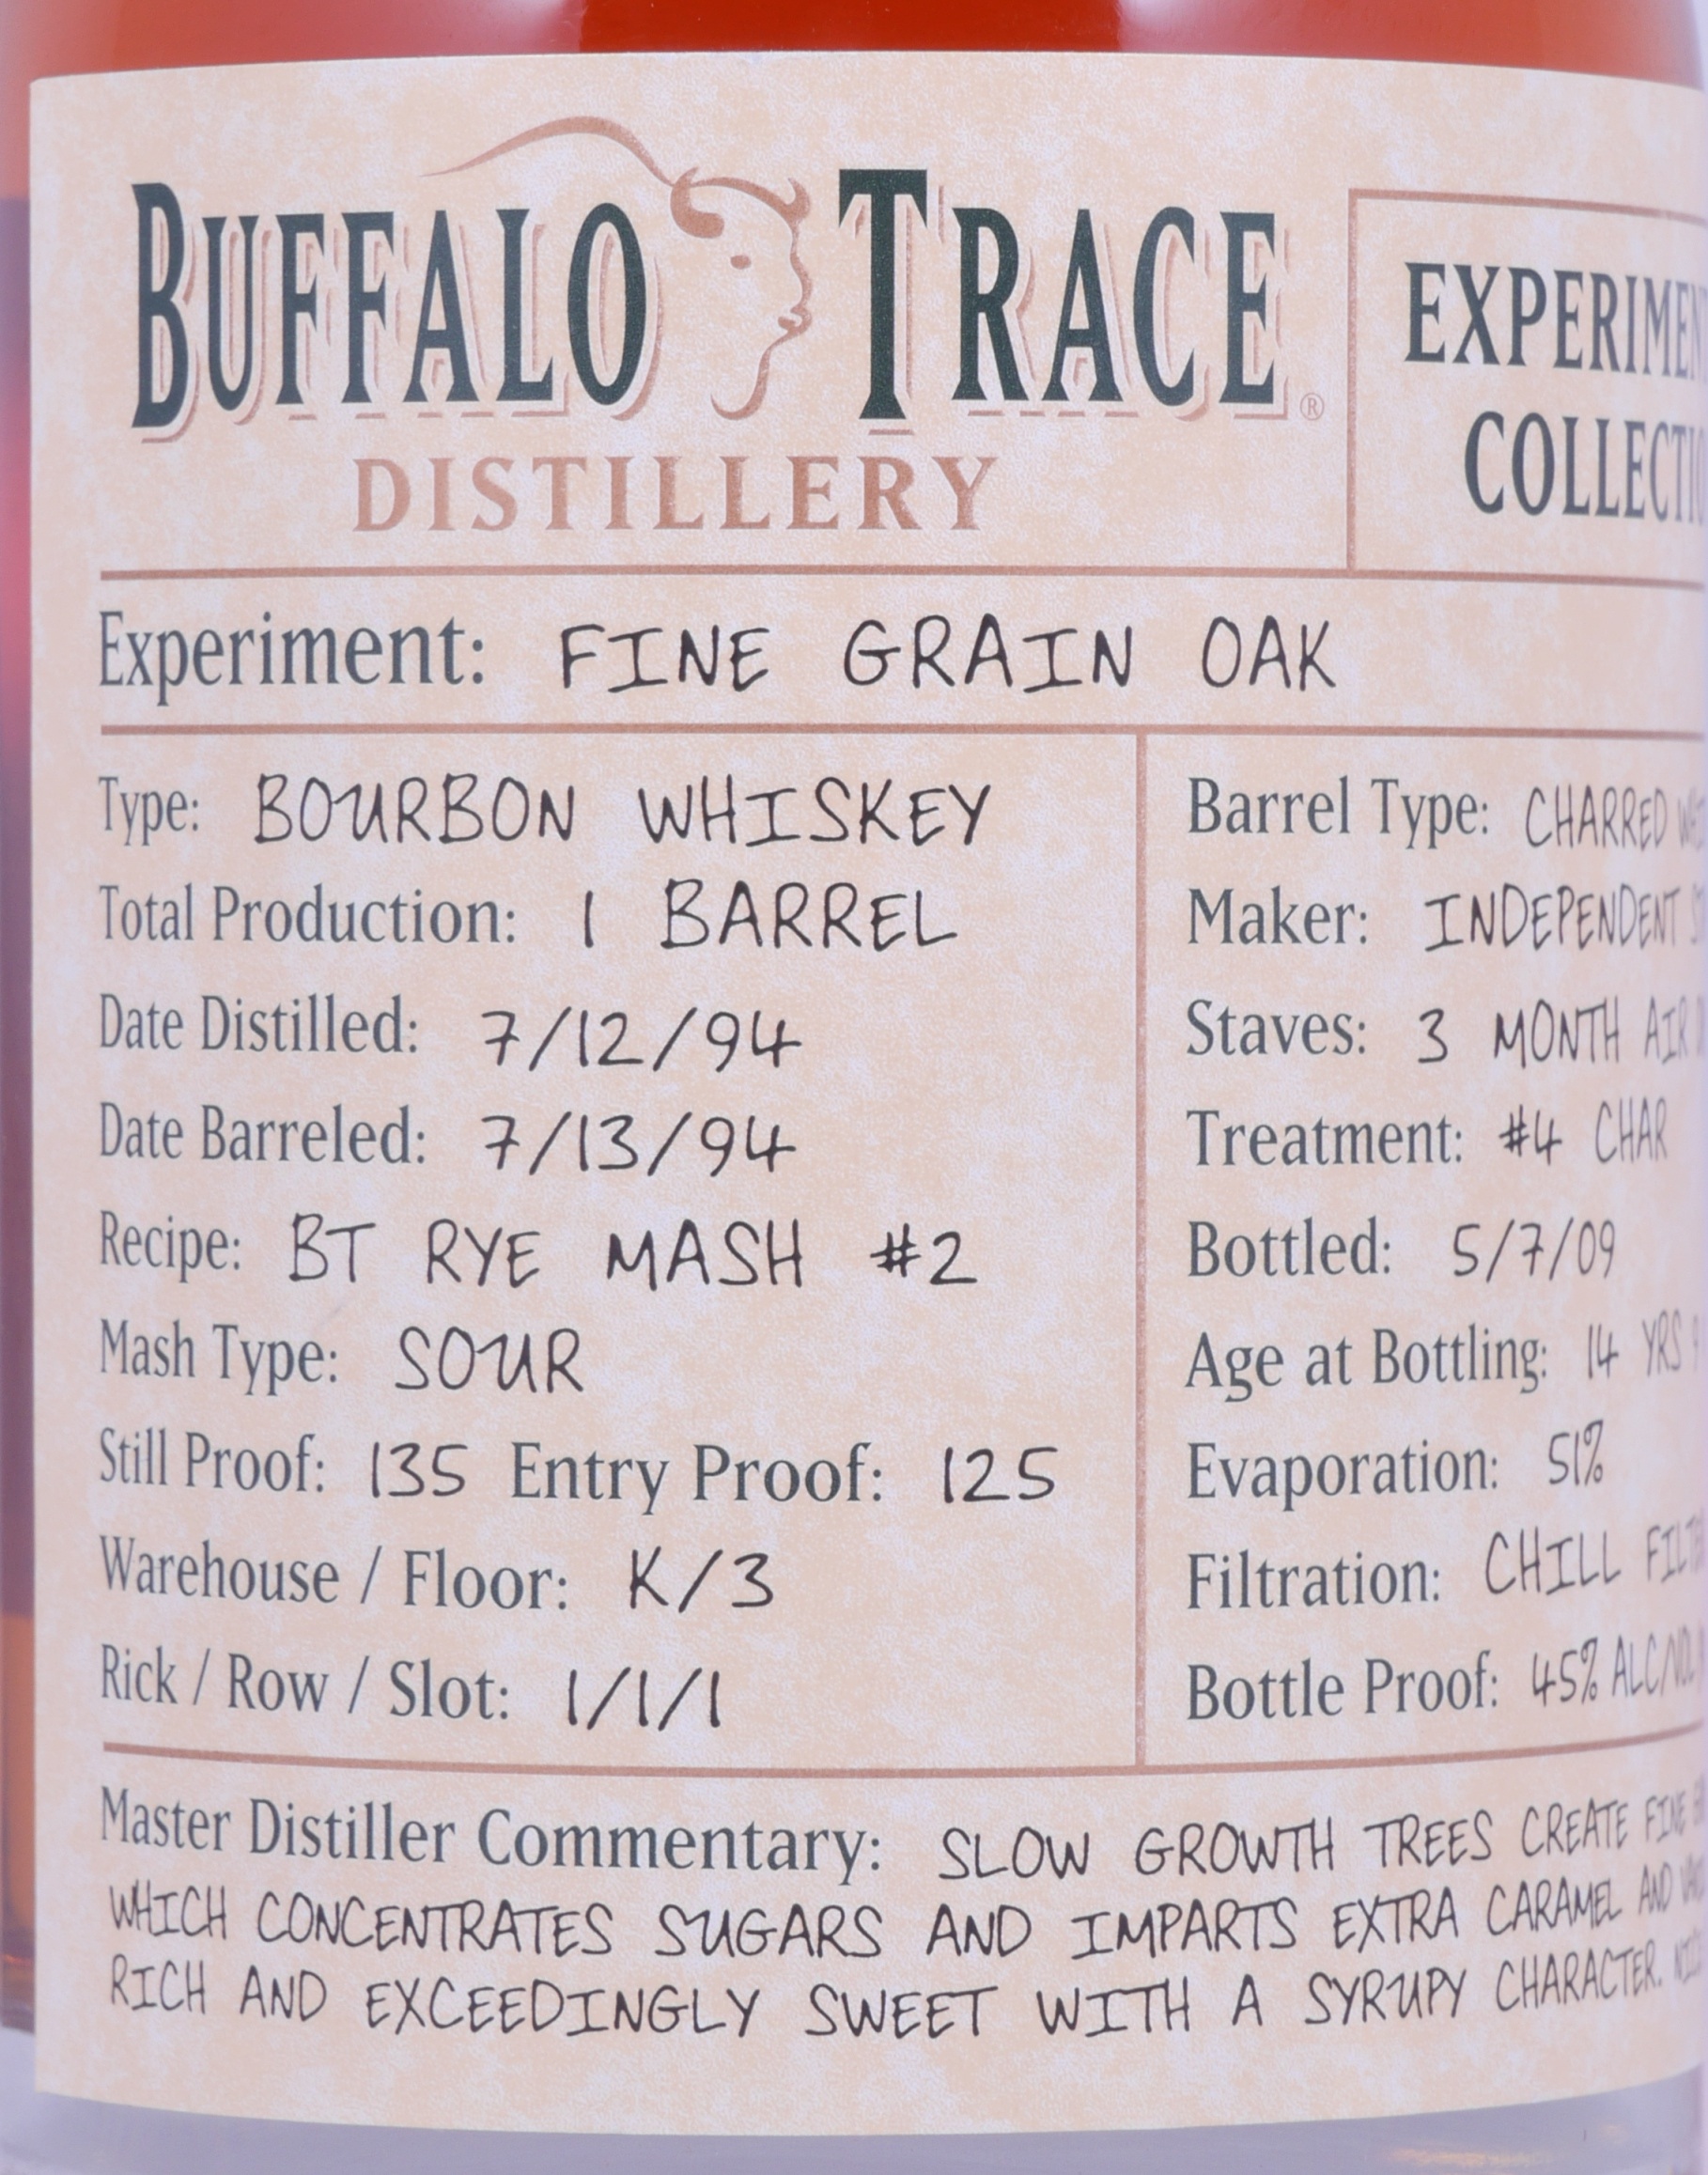 BUFFALO TRACE ®
DISTILLERY
COLLECTI
Experiment: FINE GRAIN OAK
Type: BOURBON WHISKEY
Total Production: 1 BARREL
Date Distilled: 7/12/94
Date Barreled: 7/13/94
Recipe: BT RYE MASH #2
Mash Type: SOUR
Still Proof: 135 Entry Proof: 125
Warehouse / Floor: K/3
Rick / Row / Slot: 1/1/1
Barrel Type: CHARRED
Maker: INDEPENDENT
Staves: 3 MONTH AIR
Treatment: #4 CHAR
Bottled: 5/7/09
Age at Bottling: 14 YRS
Evaporation: 51%
Filtration: CHILL
Bottle Proof: 45% ALC/VOL
Master Distiller Commentary: SLOW GROWTH TREES CREATE FINE
WHICH CONCENTRATES SUGARS AND IMPARTS EXTRA CARAMEL AND
RICH AND EXCEEDINGLY SWEET WITH A SYRUPY CHARACTER.